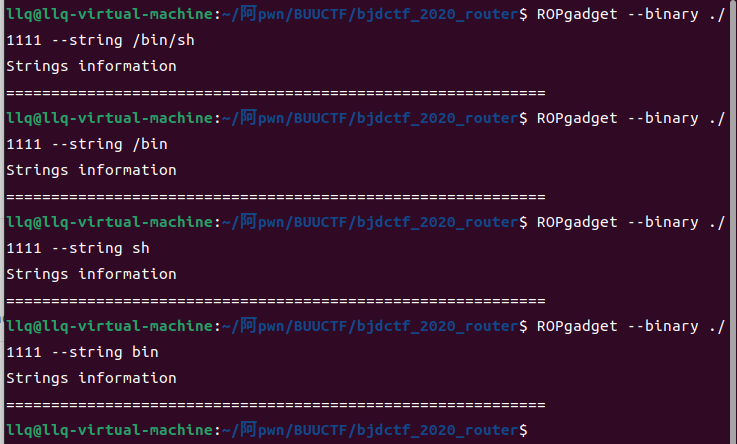 llq@llq-virtual-machine:~/阿pwn/BUUCTF/bjdctf_2020_router$ ROPgadget --binary ./
1111 --string /bin/sh
Strings information
============================================================
llq@llq-virtual-machine:~/阿pwn/BUUCTF/bjdctf_2020_router$ ROPgadget --binary ./
1111 --string /bin
Strings information
============================================================
llq@llq-virtual-machine:~/阿pwn/BUUCTF/bjdctf_2020_router$ ROPgadget --binary ./
1111 --string sh
Strings information
============================================================
llq@llq-virtual-machine:~/阿pwn/BUUCTF/bjdctf_2020_router$ ROPgadget --binary ./
1111 --string bin
Strings information
============================================================
llq@llq-virtual-machine:~/阿pwn/BUUCTF/bjdctf_2020_router$